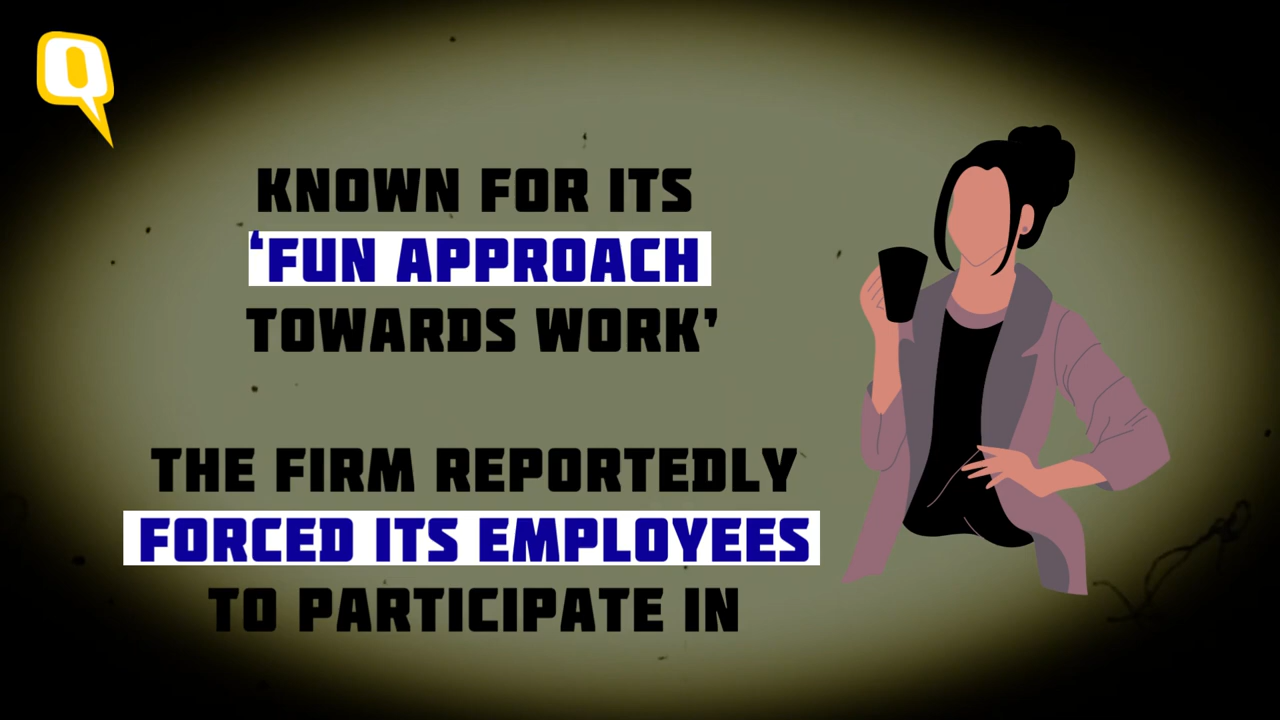 KNOWN FOR ITS
‘FUN APPROACH
TOWARDS WORK’
THE FIRM REPORTEDLY
FORCED ITS EMPLOYEES
TO PARTICIPATE IN